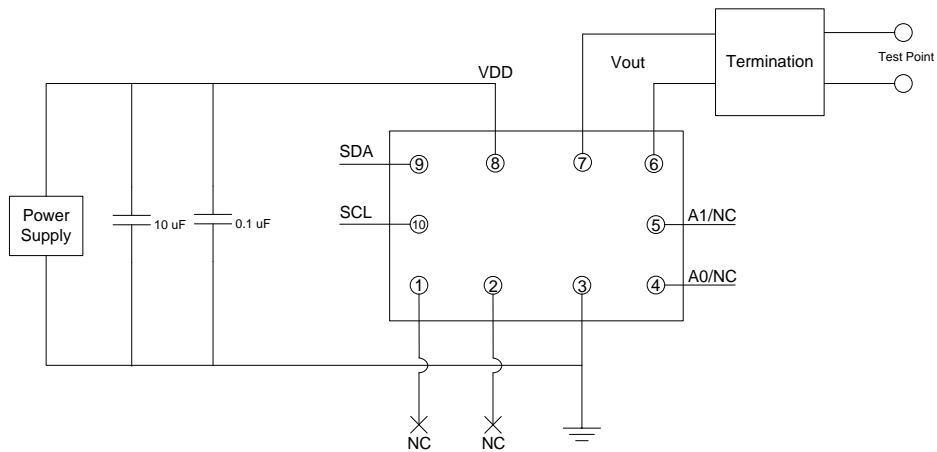 VDD
Vout
Termination
Test Point
SDA
9
8
7
6
Power
Supply
10 uF
0.1 uF
SCL
10
5
A1/NC
1
2
3
4
A0/NC
NC
NC